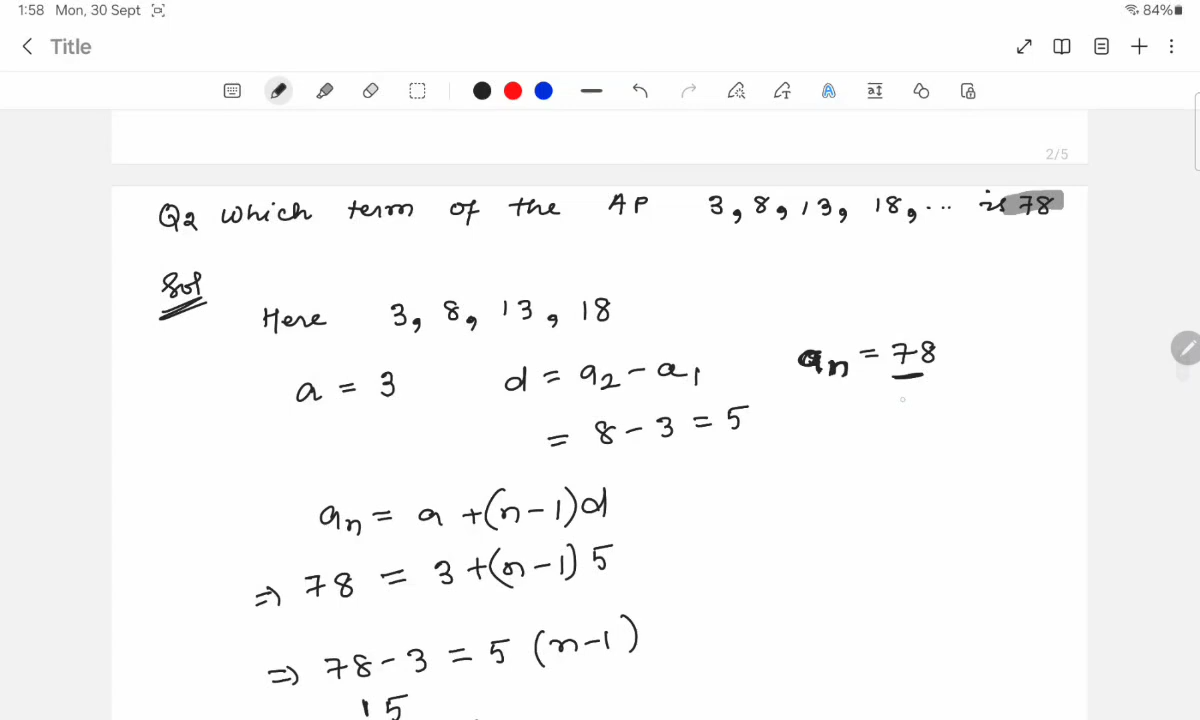 1:58 Mon, 30 Sept 84%
Title
2/5
Q2 which term of the AP 3, 8, 13, 18, ... is 78
Sol
Here 3, 8, 13, 18
a = 3 d = a2 - a1 an = 78
= 8 - 3 = 5
an = a + (n-1)d
⇒ 78 = 3 + (n-1) 5
⇒ 78 - 3 = 5 (n-1)
15